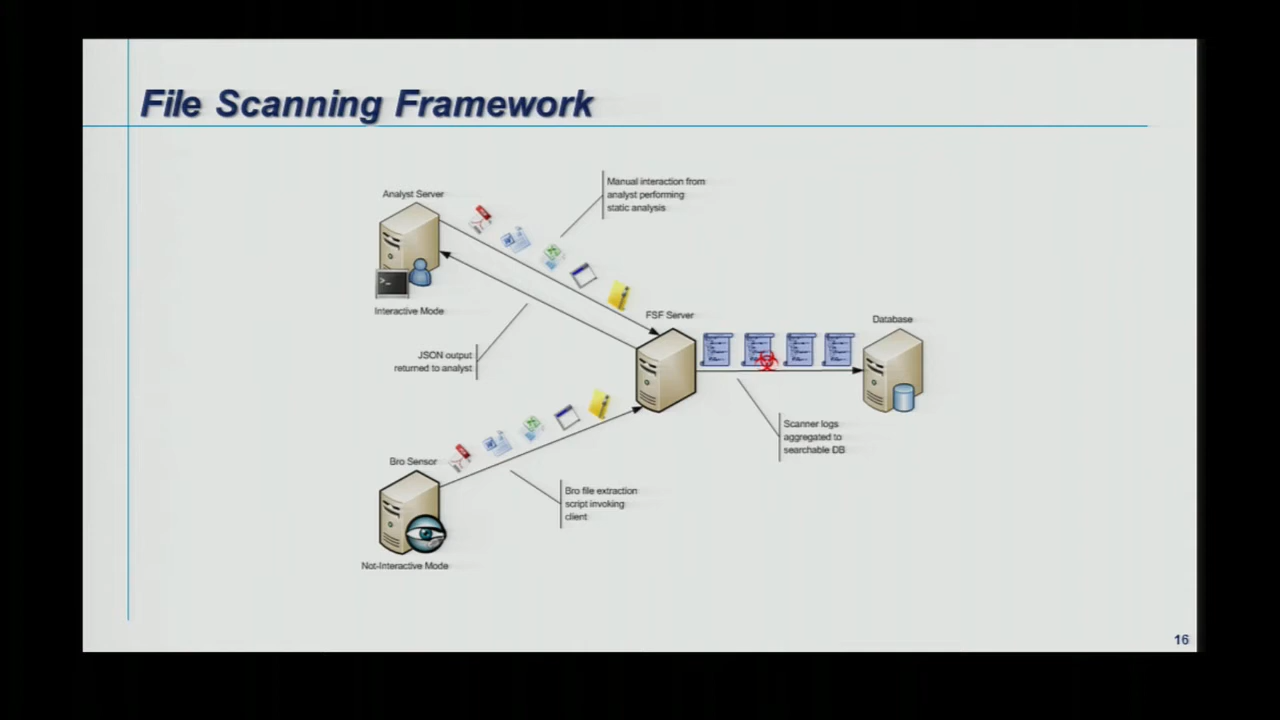 File Scanning Framework
Analyst Server
Manual interaction from
analyst performing
static analysis
Interactive Mode
FSF Server
Database
JSON output
returned to analyst
Scanner logs
aggregated to
searchable DB
Bro Sensor
Bro file extraction
script invoking
client
Not-Interactive Mode
16